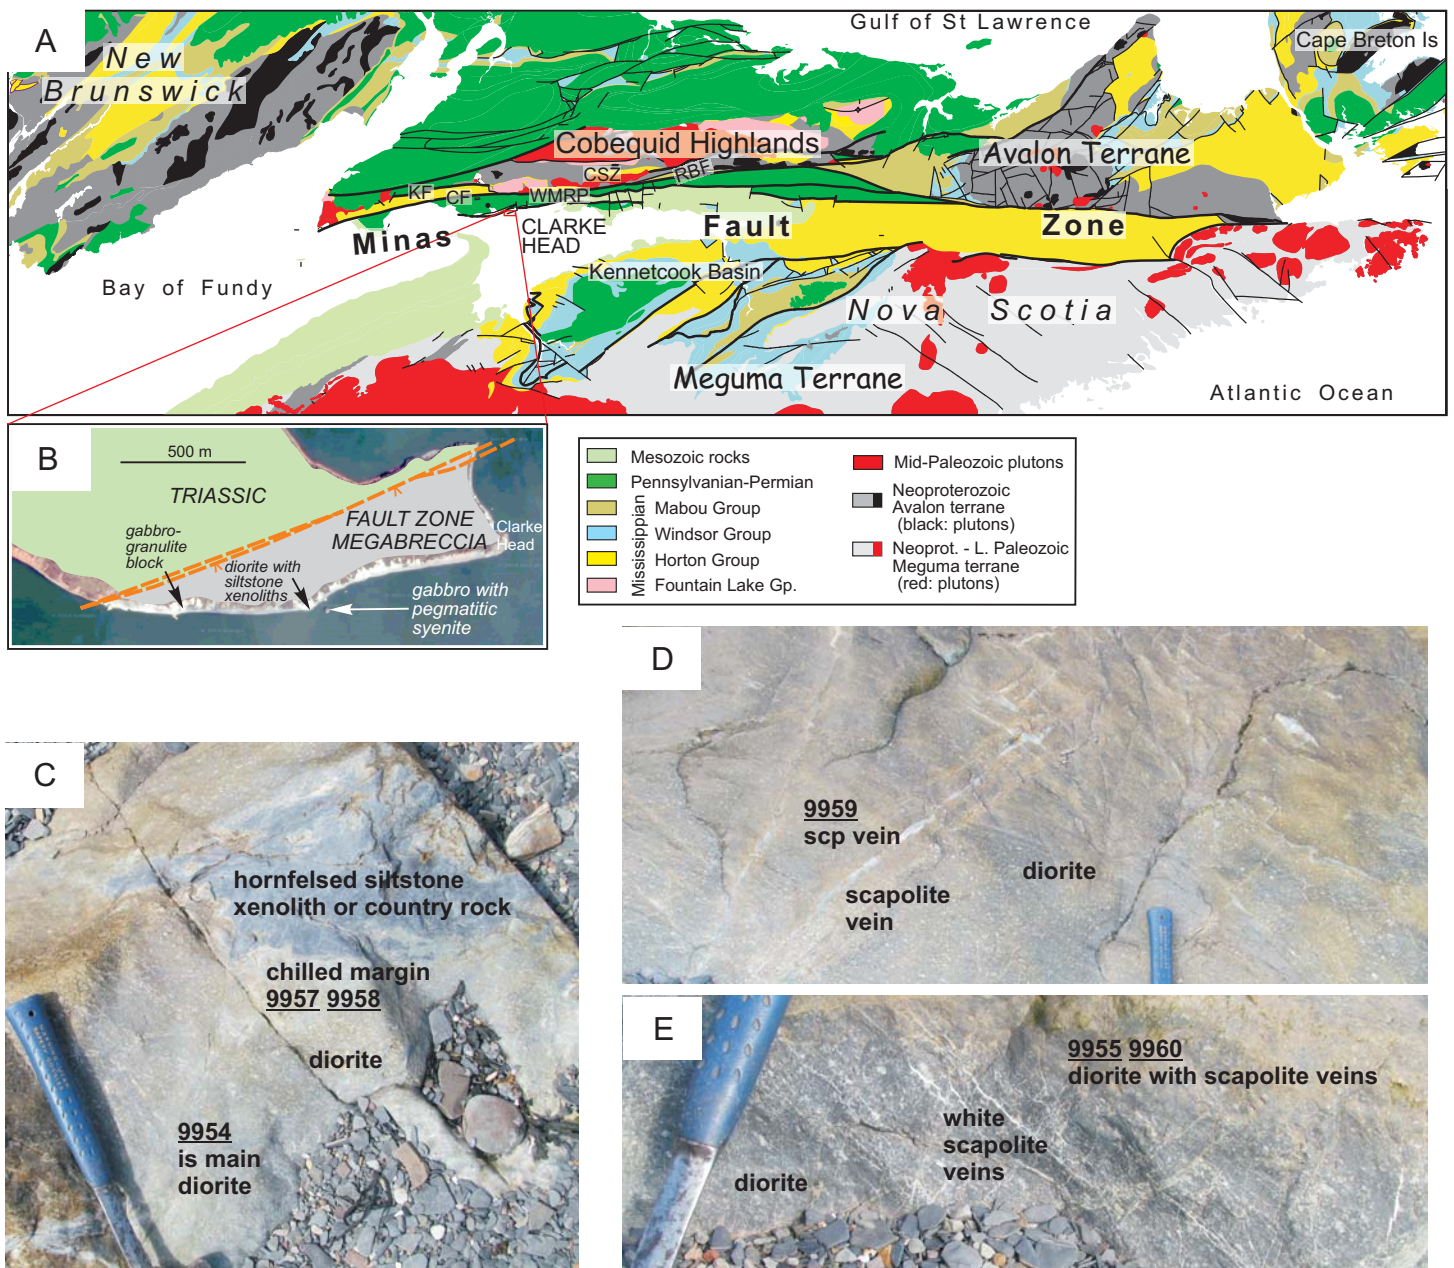 A
New
Brunswick
Gulf of St Lawrence
Cape Breton Is
Cobequid Highlands
Avalon Terrane
CSZ
RBF
KF
CF
WMRP
CLARKE
HEAD
Minas
Fault
Zone
Kennetcook Basin
Bay of Fundy
Nova Scotia
Meguma Terrane
Atlantic Ocean
B
500 m
TRIASSIC
FAULT ZONE
MEGABRECCIA
Clarke
Head
gabbro-
granulite
block
diorite with
siltstone
xenoliths
gabbro with
pegmatitic
syenite
Mesozoic rocks
Pennsylvanian-Permian
Mississippian
Mabou Group
Windsor Group
Horton Group
Fountain Lake Gp.
Mid-Paleozoic plutons
Neoproterozoic
Avalon terrane
(black: plutons)
Neoprot. - L. Paleozoic
Meguma terrane
(red: plutons)
C
hornfelsed siltstone
xenolith or country rock
chilled margin
9957 9958
diorite
9954
is main
diorite
D
9959
scp vein
scapolite
vein
diorite
E
9955 9960
diorite with scapolite veins
white
scapolite
veins
diorite